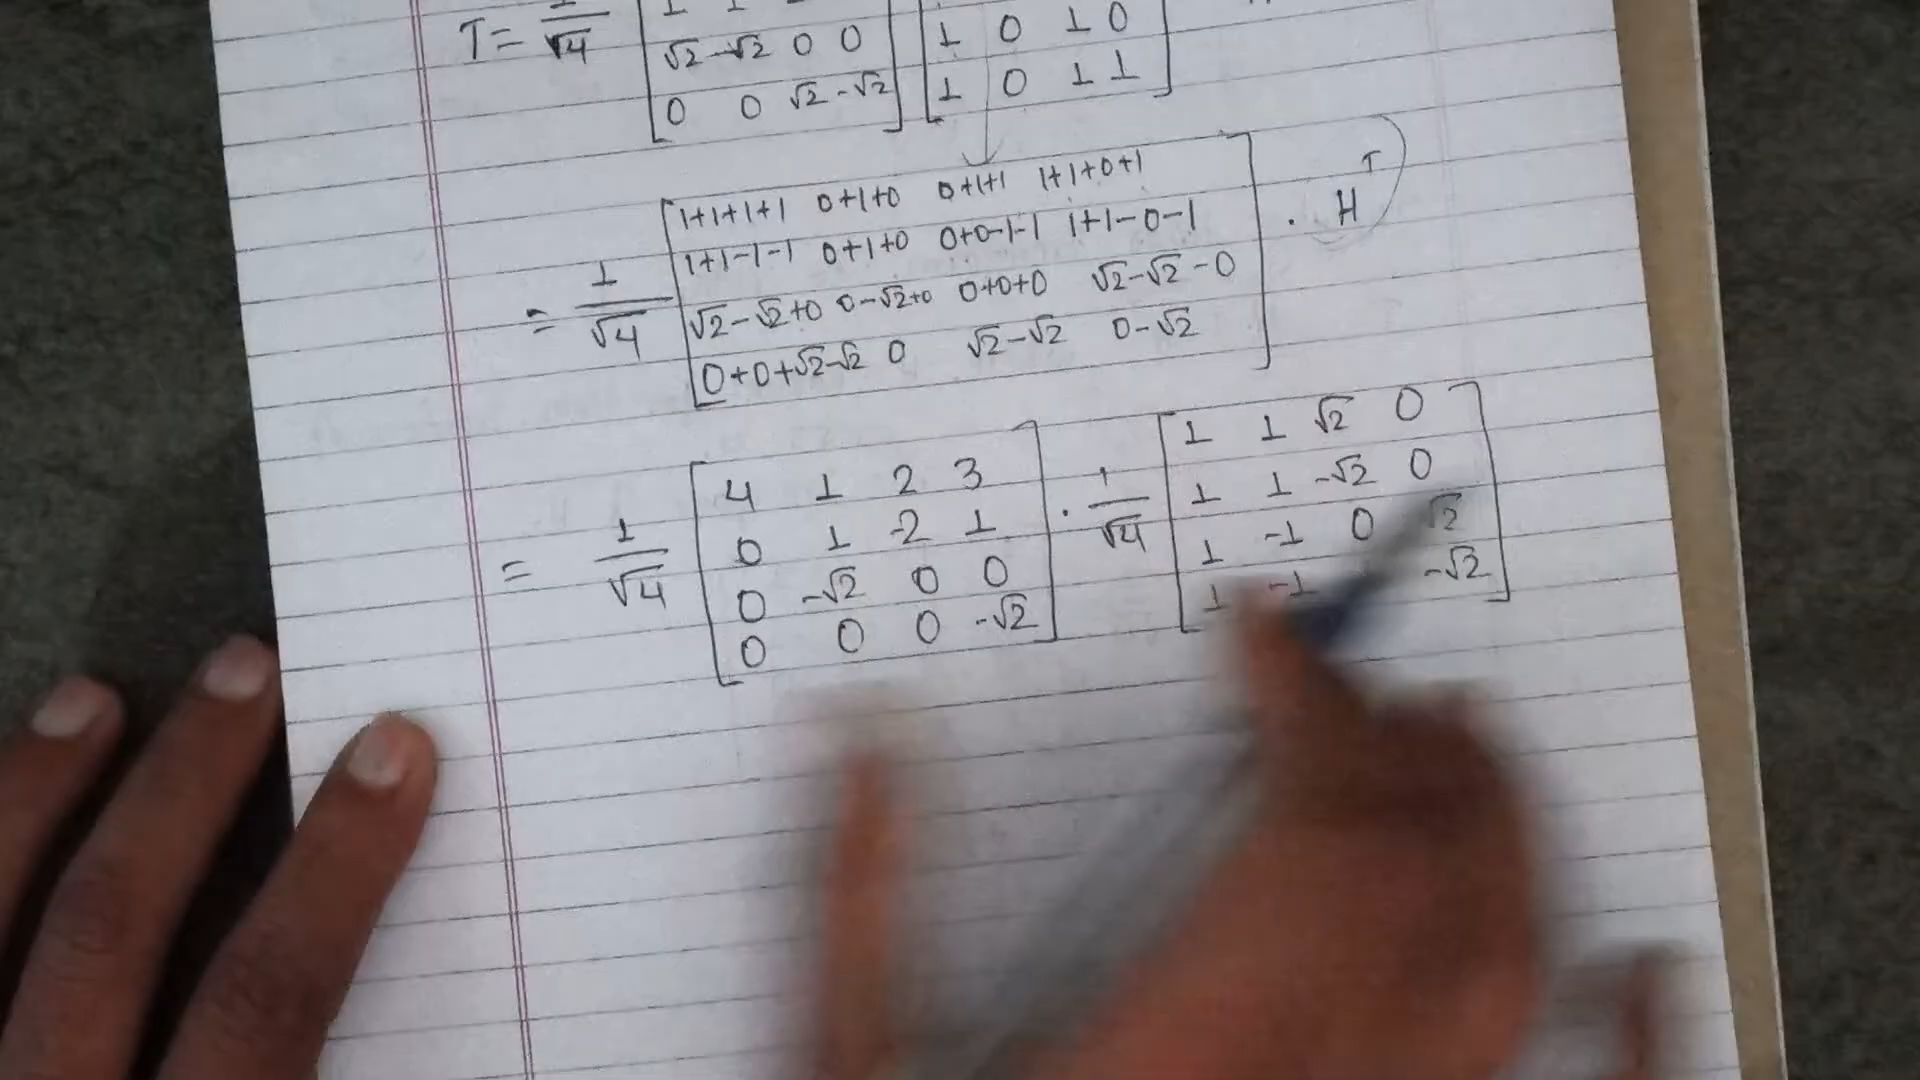 T = 1/√4 [ 1 1
√2 -√2 0 0 ] [ 1 0 1 0
0 0 √2 -√2 ] [ 1 0 1 1 ]
[ 1+1+1+1 0+1+0 0+1+1 1+1+0+1 ]
1+1-1-1 0+1+0 0+0-1-1 1+1-0-1 . H^T
= 1/√4 √2-√2+0 0-√2+0 0+0+0 √2-√2-0
0+0+√2-√2 0 √2-√2 0-√2
[ 4 1 2 3 ] [ 1 1 √2 0 ]
0 1 -2 1 . 1/√4 1 1 -√2 0
= 1/√4 0 -√2 0 0 1 -1 0 √2
0 0 0 -√2 1 -1 -√2